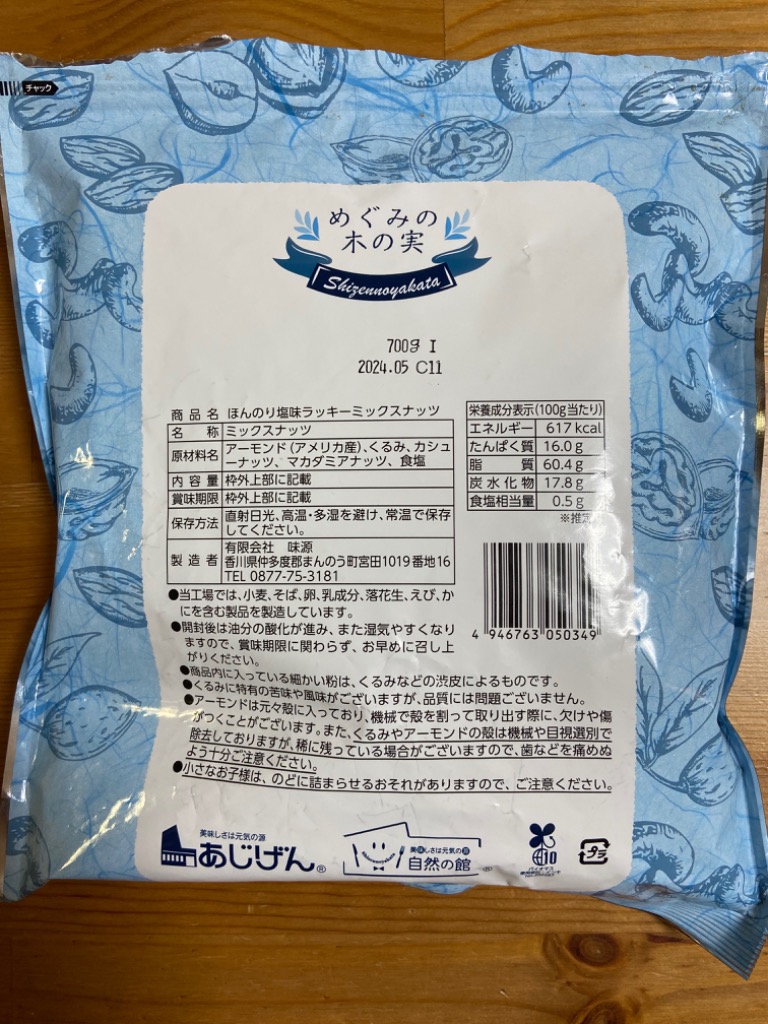 チャック
めぐみの
木の実
Shizennoyakata
700g I
2024.05 C11
商品名 ほんのり塩味ラッキーミックスナッツ
名称 ミックスナッツ
原材料名 アーモンド(アメリカ産)、くるみ、カシュ
ーナッツ、マカダミアナッツ、食塩
内容量 枠外上部に記載
賞味期限 枠外上部に記載
保存方法 直射日光、高温・多湿を避け、常温で保存
してください。
製造者 有限会社 味源
香川県仲多度郡まんのう町宮田1019番地16
TEL 0877-75-3181
栄養成分表示(100g当たり)
エネルギー 617 kcal
たんぱく質 16.0g
脂質 60.4g
炭水化物 17.8g
食塩相当量 0.5g
※推定
4 946763 050349
●当工場では、小麦、そば、卵、乳成分、落花生、えび、か
にを含む製品を製造しています。
●開封後は油分の酸化が進み、また湿気やすくなり
ますので、賞味期限に関わらず、お早めに召し上
がりください。
●商品内に入っている細かい粉は、くるみなどの渋皮によるものです。
●くるみに特有の苦味や風味がございますが、品質には問題ございません。
●アーモンドは元々殻に入っており、機械で殻を割って取り出す際に、欠けや傷
がつくことがございます。また、くるみやアーモンドの殻は機械や目視選別で
除去しておりますが、稀に残っている場合がございますので、歯などを痛めぬ
よう十分ご注意ください。
●小さなお子様は、のどに詰まらせるおそれがありますので、ご注意ください。
美味しさは元気の源
あじげん®
美味しさは元気の源
自然の館®
バイオマス
プラ